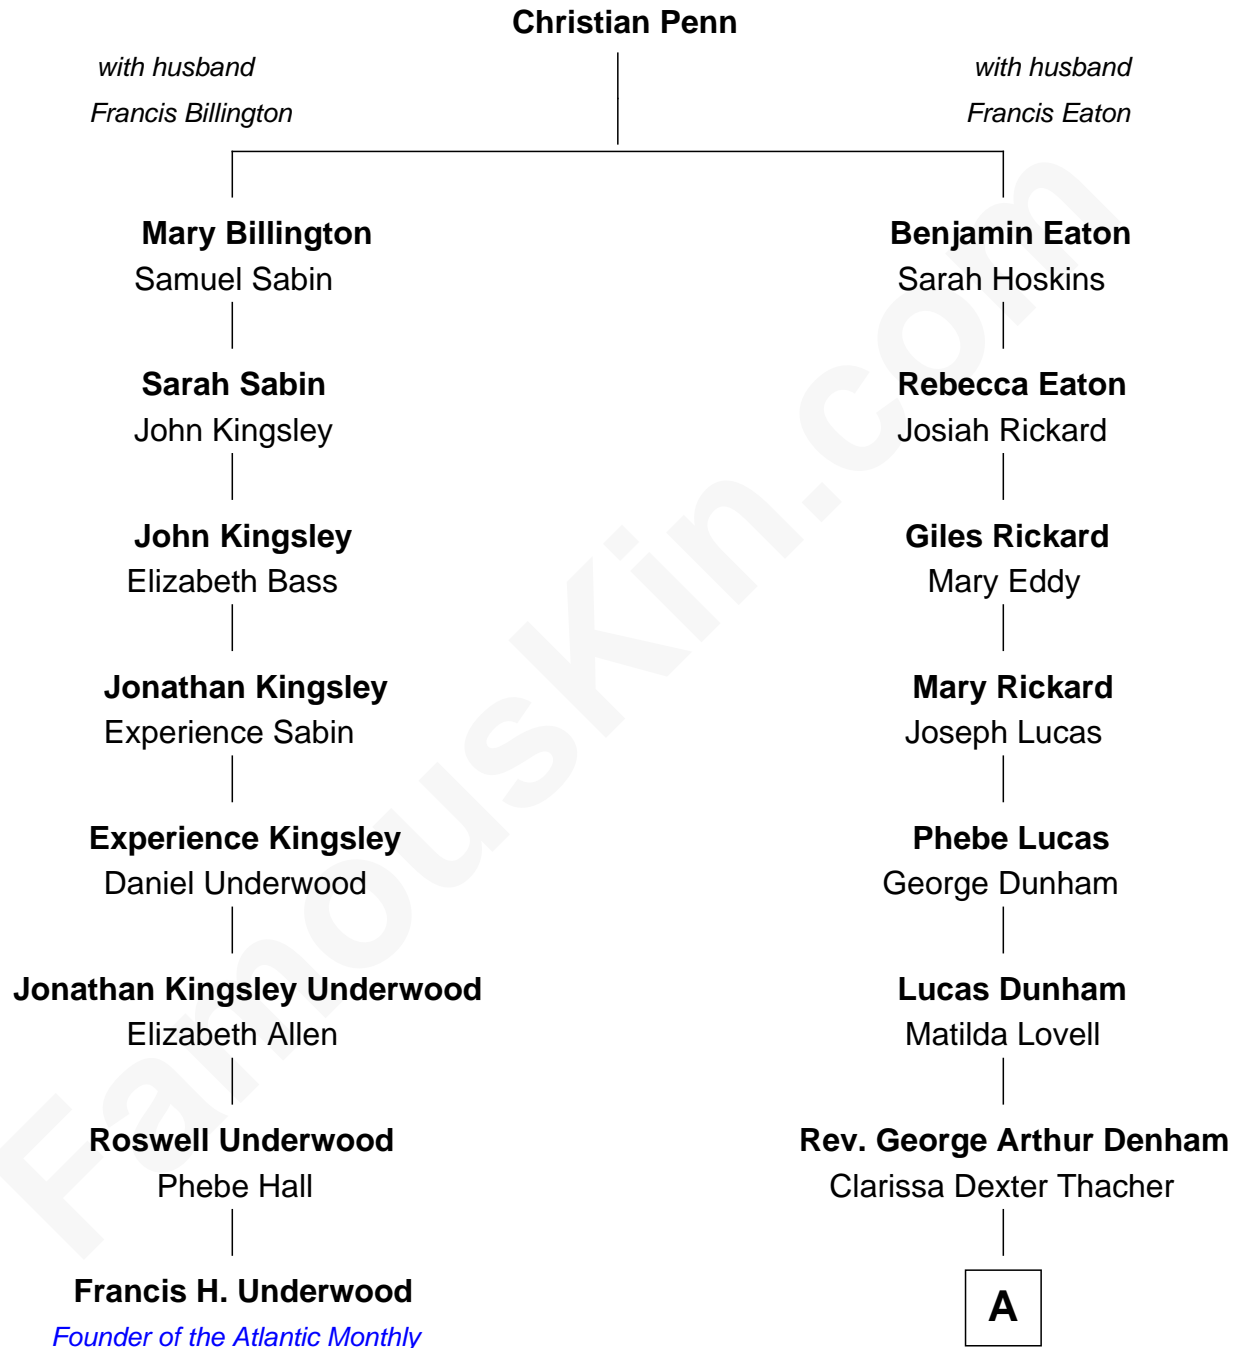 Christian Penn
with husband
Francis Billington
with husband
Francis Eaton
Mary Billington
Samuel Sabin
Benjamin Eaton
Sarah Hoskins
Sarah Sabin
John Kingsley
Rebecca Eaton
Josiah Rickard
John Kingsley
Elizabeth Bass
Giles Rickard
Mary Eddy
Jonathan Kingsley
Experience Sabin
Mary Rickard
Joseph Lucas
Experience Kingsley
Daniel Underwood
Phebe Lucas
George Dunham
Jonathan Kingsley Underwood
Elizabeth Allen
Lucas Dunham
Matilda Lovell
Roswell Underwood
Phebe Hall
Rev. George Arthur Denham
Clarissa Dexter Thacher
Francis H. Underwood
Founder of the Atlantic Monthly
A
FamousKin.com